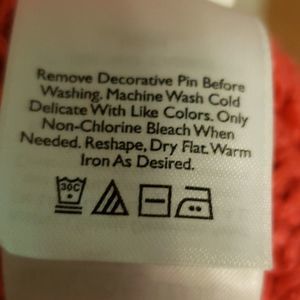 Remove Decorative Pin Before
Washing. Machine Wash Cold
Delicate With Like Colors. Only
Non-Chlorine Bleach When
Needed. Reshape, Dry Flat. Warm
Iron As Desired.
30C